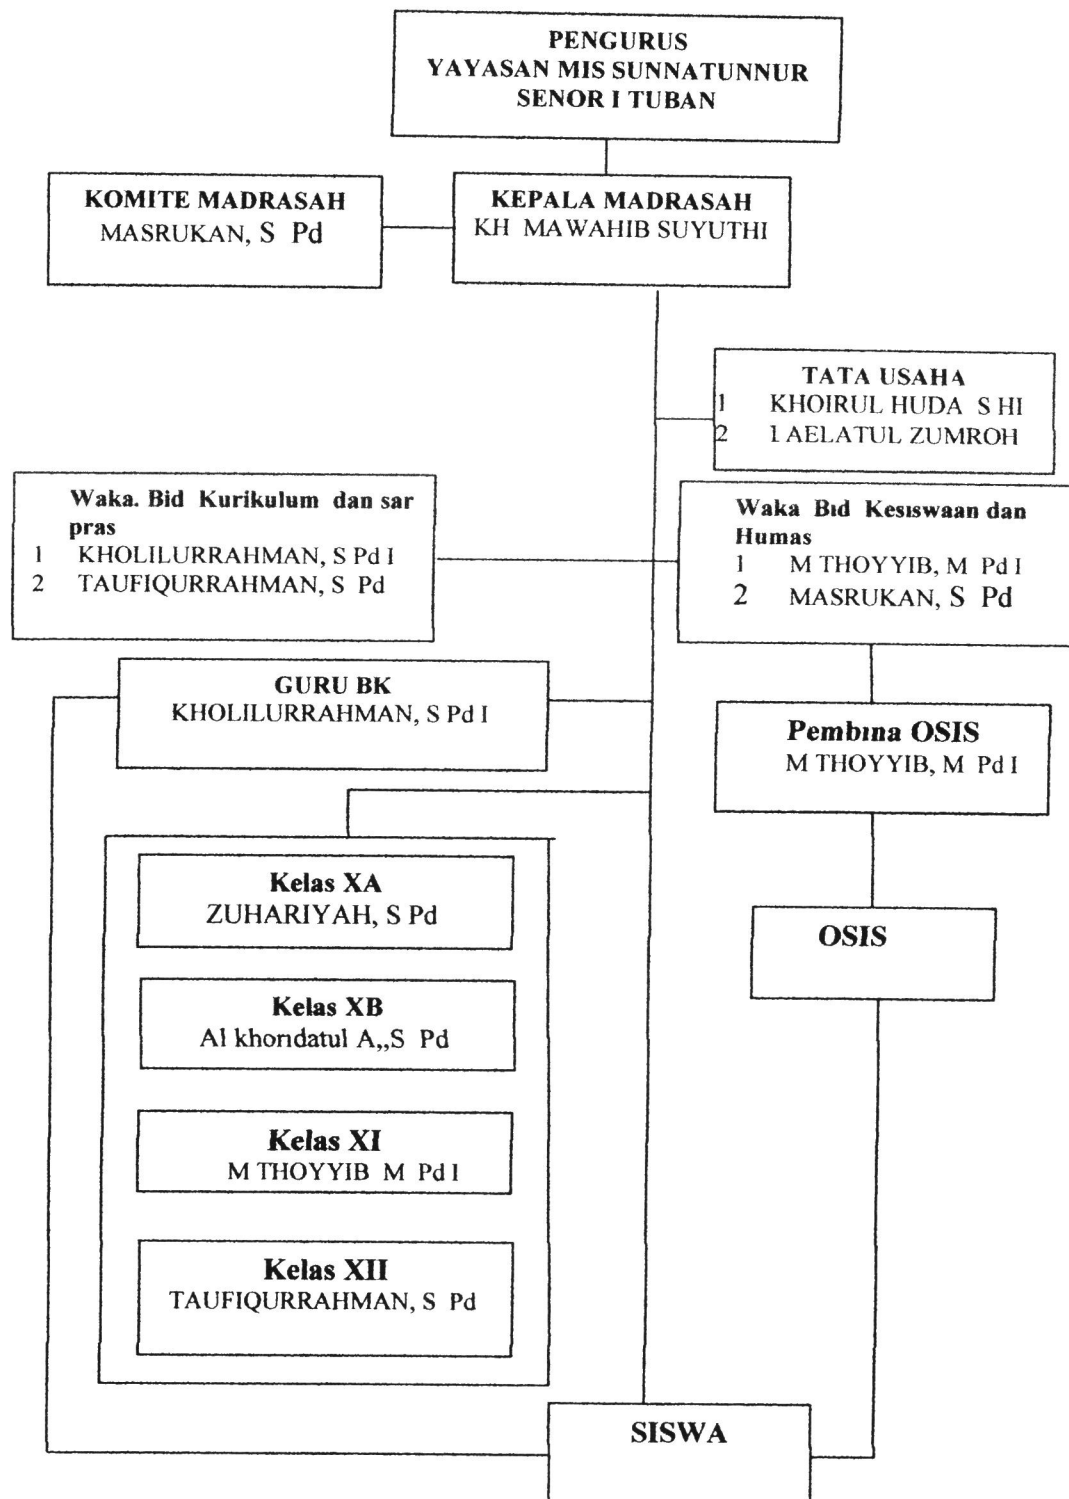 PENGURUS
YAYASAN MIS SUNNATUNNUR
SENOR I TUBAN
KOMITE MADRASAH
MASRUKAN, S Pd
KEPALA MADRASAH
KH MAWAHIB SUYUTHI
TATA USAHA
1 KHOIRUL HUDA S HI
2 LAELATUL ZUMROH
Waka. Bid Kurikulum dan sar
pras
1 KHOLILURRAHMAN, S Pd I
2 TAUFIQURRAHMAN, S Pd
Waka Bid Kesiswaan dan
Humas
1 M THOYYIB, M Pd I
2 MASRUKAN, S Pd
GURU BK
KHOLILURRAHMAN, S Pd I
Pembina OSIS
M THOYYIB, M Pd I
Kelas XA
ZUHARIYAH, S Pd
OSIS
Kelas XB
Al khoridatul A,,S Pd
Kelas XI
M THOYYIB M Pd I
Kelas XII
TAUFIQURRAHMAN, S Pd
SISWA